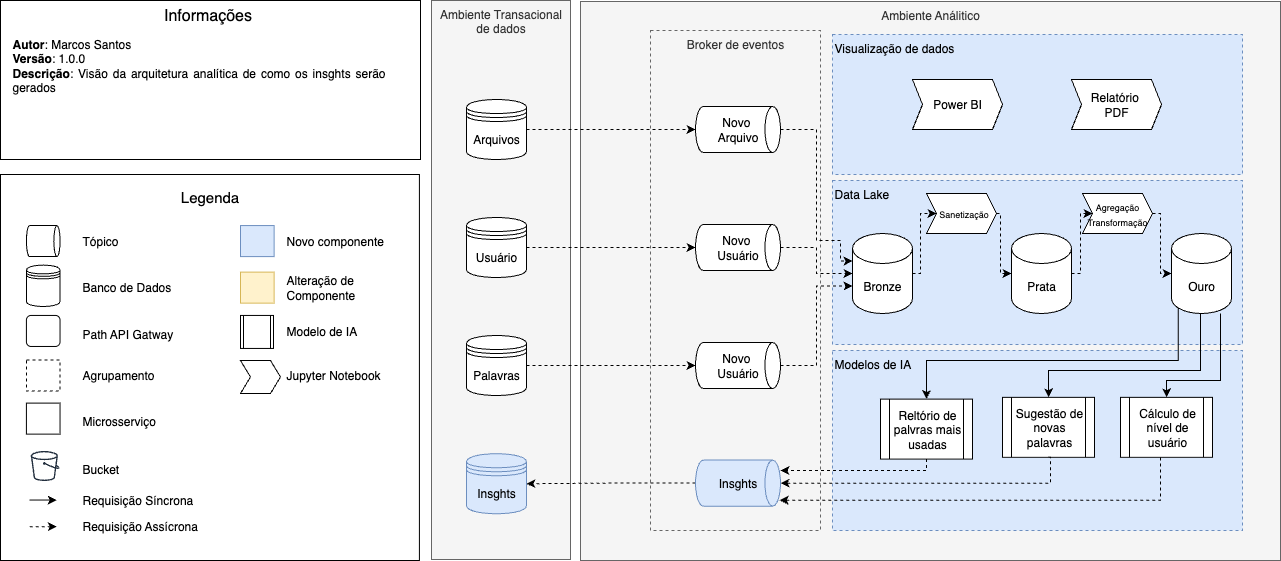 Informações
Autor: Marcos Santos
Versão: 1.0.0
Descrição: Visão da arquitetura analítica de como os insghts serão
gerados
Legenda
Tópico
Novo componente
Banco de Dados
Alteração de
Componente
Path API Gatway
Modelo de IA
Agrupamento
Jupyter Notebook
Microsserviço
Bucket
Requisição Síncrona
Requisição Assícrona
Ambiente Transacional
de dados
Arquivos
Usuário
Palavras
Insghts
Ambiente Análitico
Broker de eventos
Novo
Arquivo
Novo
Usuário
Novo
Usuário
Insghts
Visualização de dados
Power BI
Relatório
PDF
Data Lake
Sanetização
Agregação
Transformação
Bronze
Prata
Ouro
Modelos de IA
Reltório de
palvras mais
usadas
Sugestão de
novas
palavras
Cálculo de
nível de
usuário